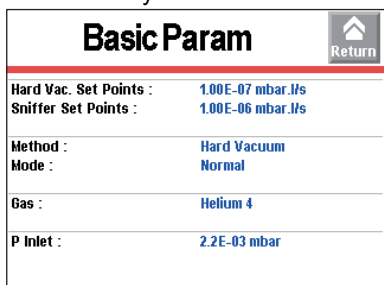 Basic Param
Return
Hard Vac. Set Points : 1.00E-07 mbar.l/s
Sniffer Set Points : 1.00E-06 mbar.l/s
Method : Hard Vacuum
Mode : Normal
Gas : Helium 4
P Inlet : 2.2E-03 mbar